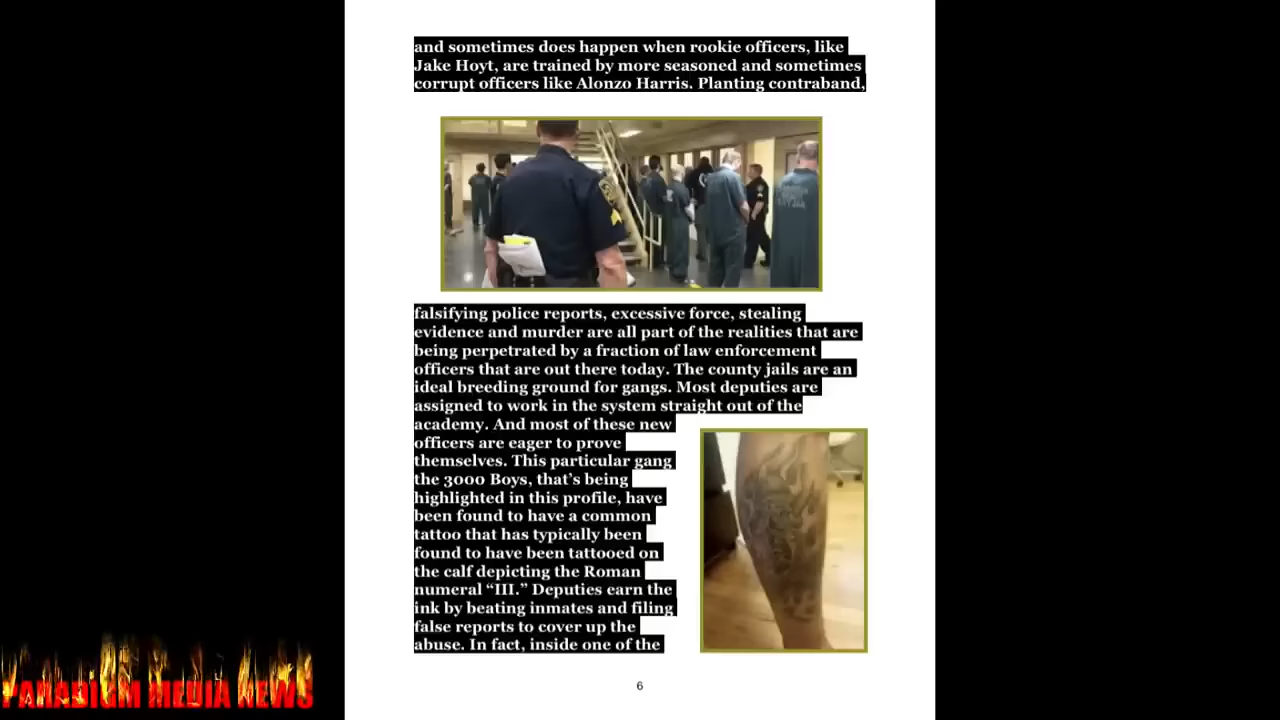 and sometimes does happen when rookie officers, like
Jake Hoyt, are trained by more seasoned and sometimes
corrupt officers like Alonzo Harris. Planting contraband,
falsifying police reports, excessive force, stealing
evidence and murder are all part of the realities that are
being perpetrated by a fraction of law enforcement
officers that are out there today. The county jails are an
ideal breeding ground for gangs. Most deputies are
assigned to work in the system straight out of the
academy. And most of these new
officers are eager to prove
themselves. This particular gang
the 3000 Boys, that’s being
highlighted in this profile, have
been found to have a common
tattoo that has typically been
found to have been tattooed on
the calf depicting the Roman
numeral “III.” Deputies earn the
ink by beating inmates and filing
false reports to cover up the
abuse. In fact, inside one of the
6
PARADIGM MEDIA NEWS